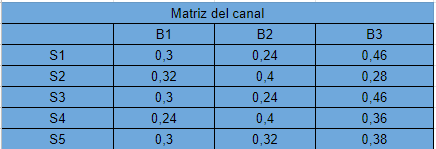 Matriz del canal
B1 B2 B3
S1 0,3 0,24 0,46
S2 0,32 0,4 0,28
S3 0,3 0,24 0,46
S4 0,24 0,4 0,36
S5 0,3 0,32 0,38